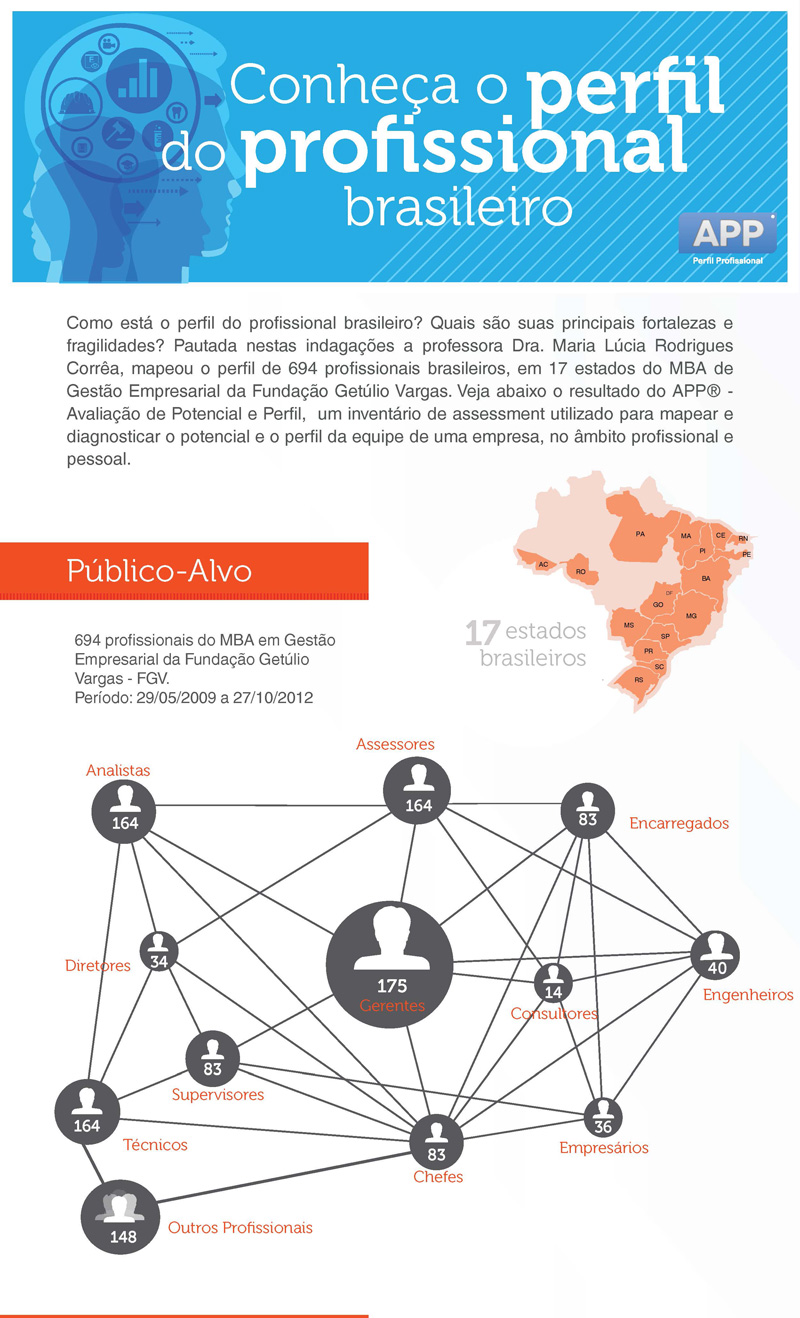 Conheça o perfil
do profissional
brasileiro
APP
Perfil Profissional
Como está o perfil do profissional brasileiro? Quais são suas principais fortalezas e
fragilidades? Pautada nestas indagações a professora Dra. Maria Lúcia Rodrigues
Corrêa, mapeou o perfil de 694 profissionais brasileiros, em 17 estados do MBA de
Gestão Empresarial da Fundação Getúlio Vargas. Veja abaixo o resultado do APP® -
Avaliação de Potencial e Perfil, um inventário de assessment utilizado para mapear e
diagnosticar o potencial e o perfil da equipe de uma empresa, no âmbito profissional e
pessoal.
Público-Alvo
694 profissionais do MBA em Gestão
Empresarial da Fundação Getúlio
Vargas - FGV.
Período: 29/05/2009 a 27/10/2012
17 estados
brasileiros
PA
MA
CE
RN
PI
PE
AC
RO
BA
DF
GO
MG
MS
SP
PR
SC
RS
Assessores
164
Analistas
164
83
Encarregados
Diretores
34
175
Gerentes
14
Consultores
40
Engenheiros
83
Supervisores
164
Técnicos
83
Chefes
36
Empresários
148
Outros Profissionais